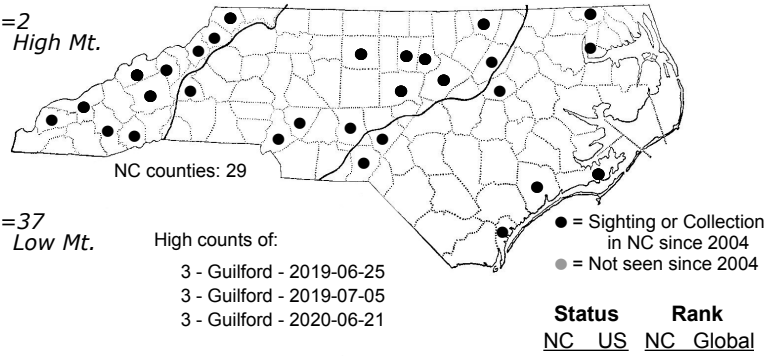 =2
High Mt.
NC counties: 29
=37
Low Mt.
High counts of:
3 - Guilford - 2019-06-25
3 - Guilford - 2019-07-05
3 - Guilford - 2020-06-21
● = Sighting or Collection
in NC since 2004
● = Not seen since 2004
Status Rank
NC US NC Global